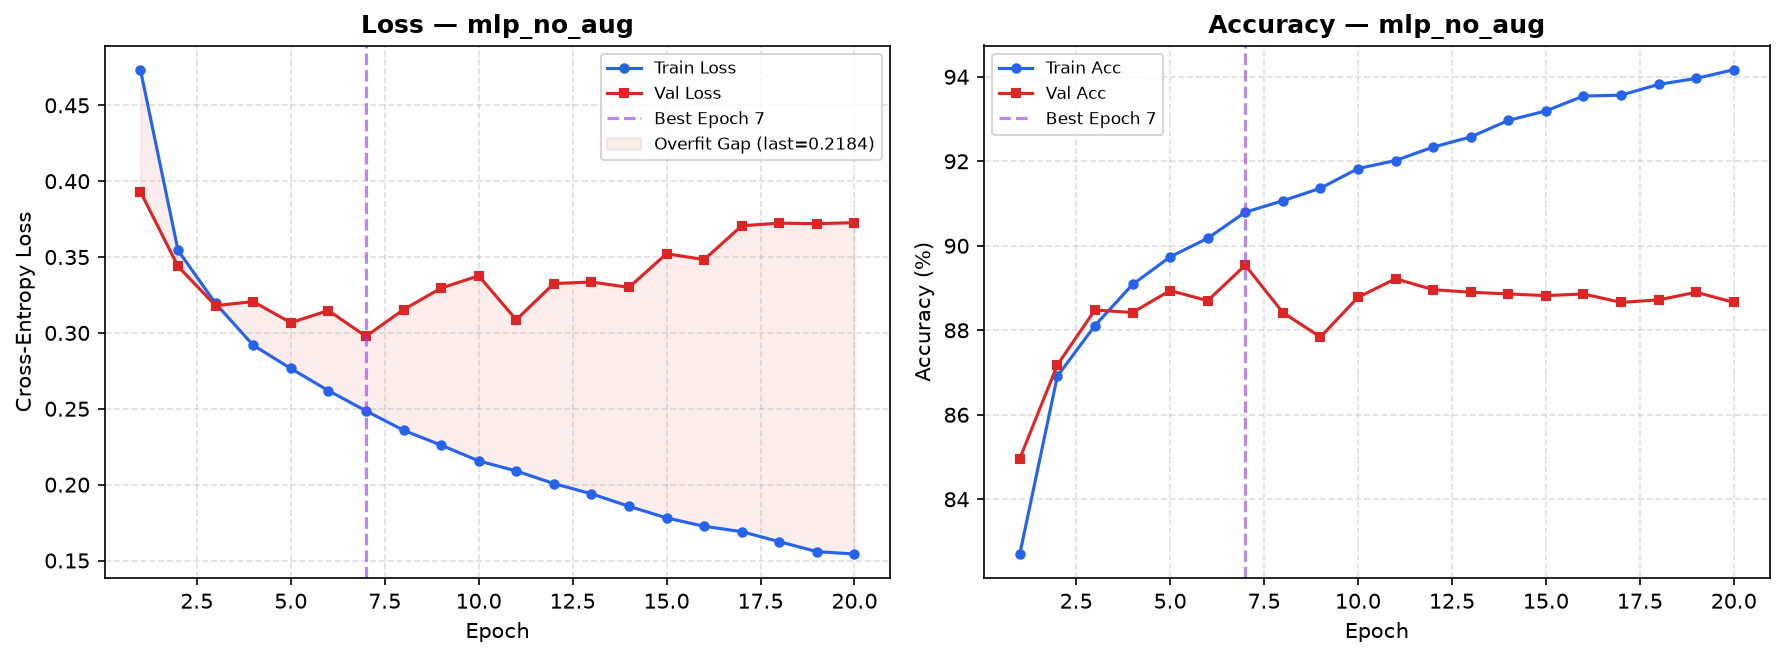 Loss — mlp_no_aug
Cross-Entropy Loss
0.45
0.40
0.35
0.30
0.25
0.20
0.15
Train Loss
Val Loss
Best Epoch 7
Overfit Gap (last=0.2184)
2.5 5.0 7.5 10.0 12.5 15.0 17.5 20.0
Epoch
Accuracy — mlp_no_aug
Accuracy (%)
94
92
90
88
86
84
Train Acc
Val Acc
Best Epoch 7
2.5 5.0 7.5 10.0 12.5 15.0 17.5 20.0
Epoch